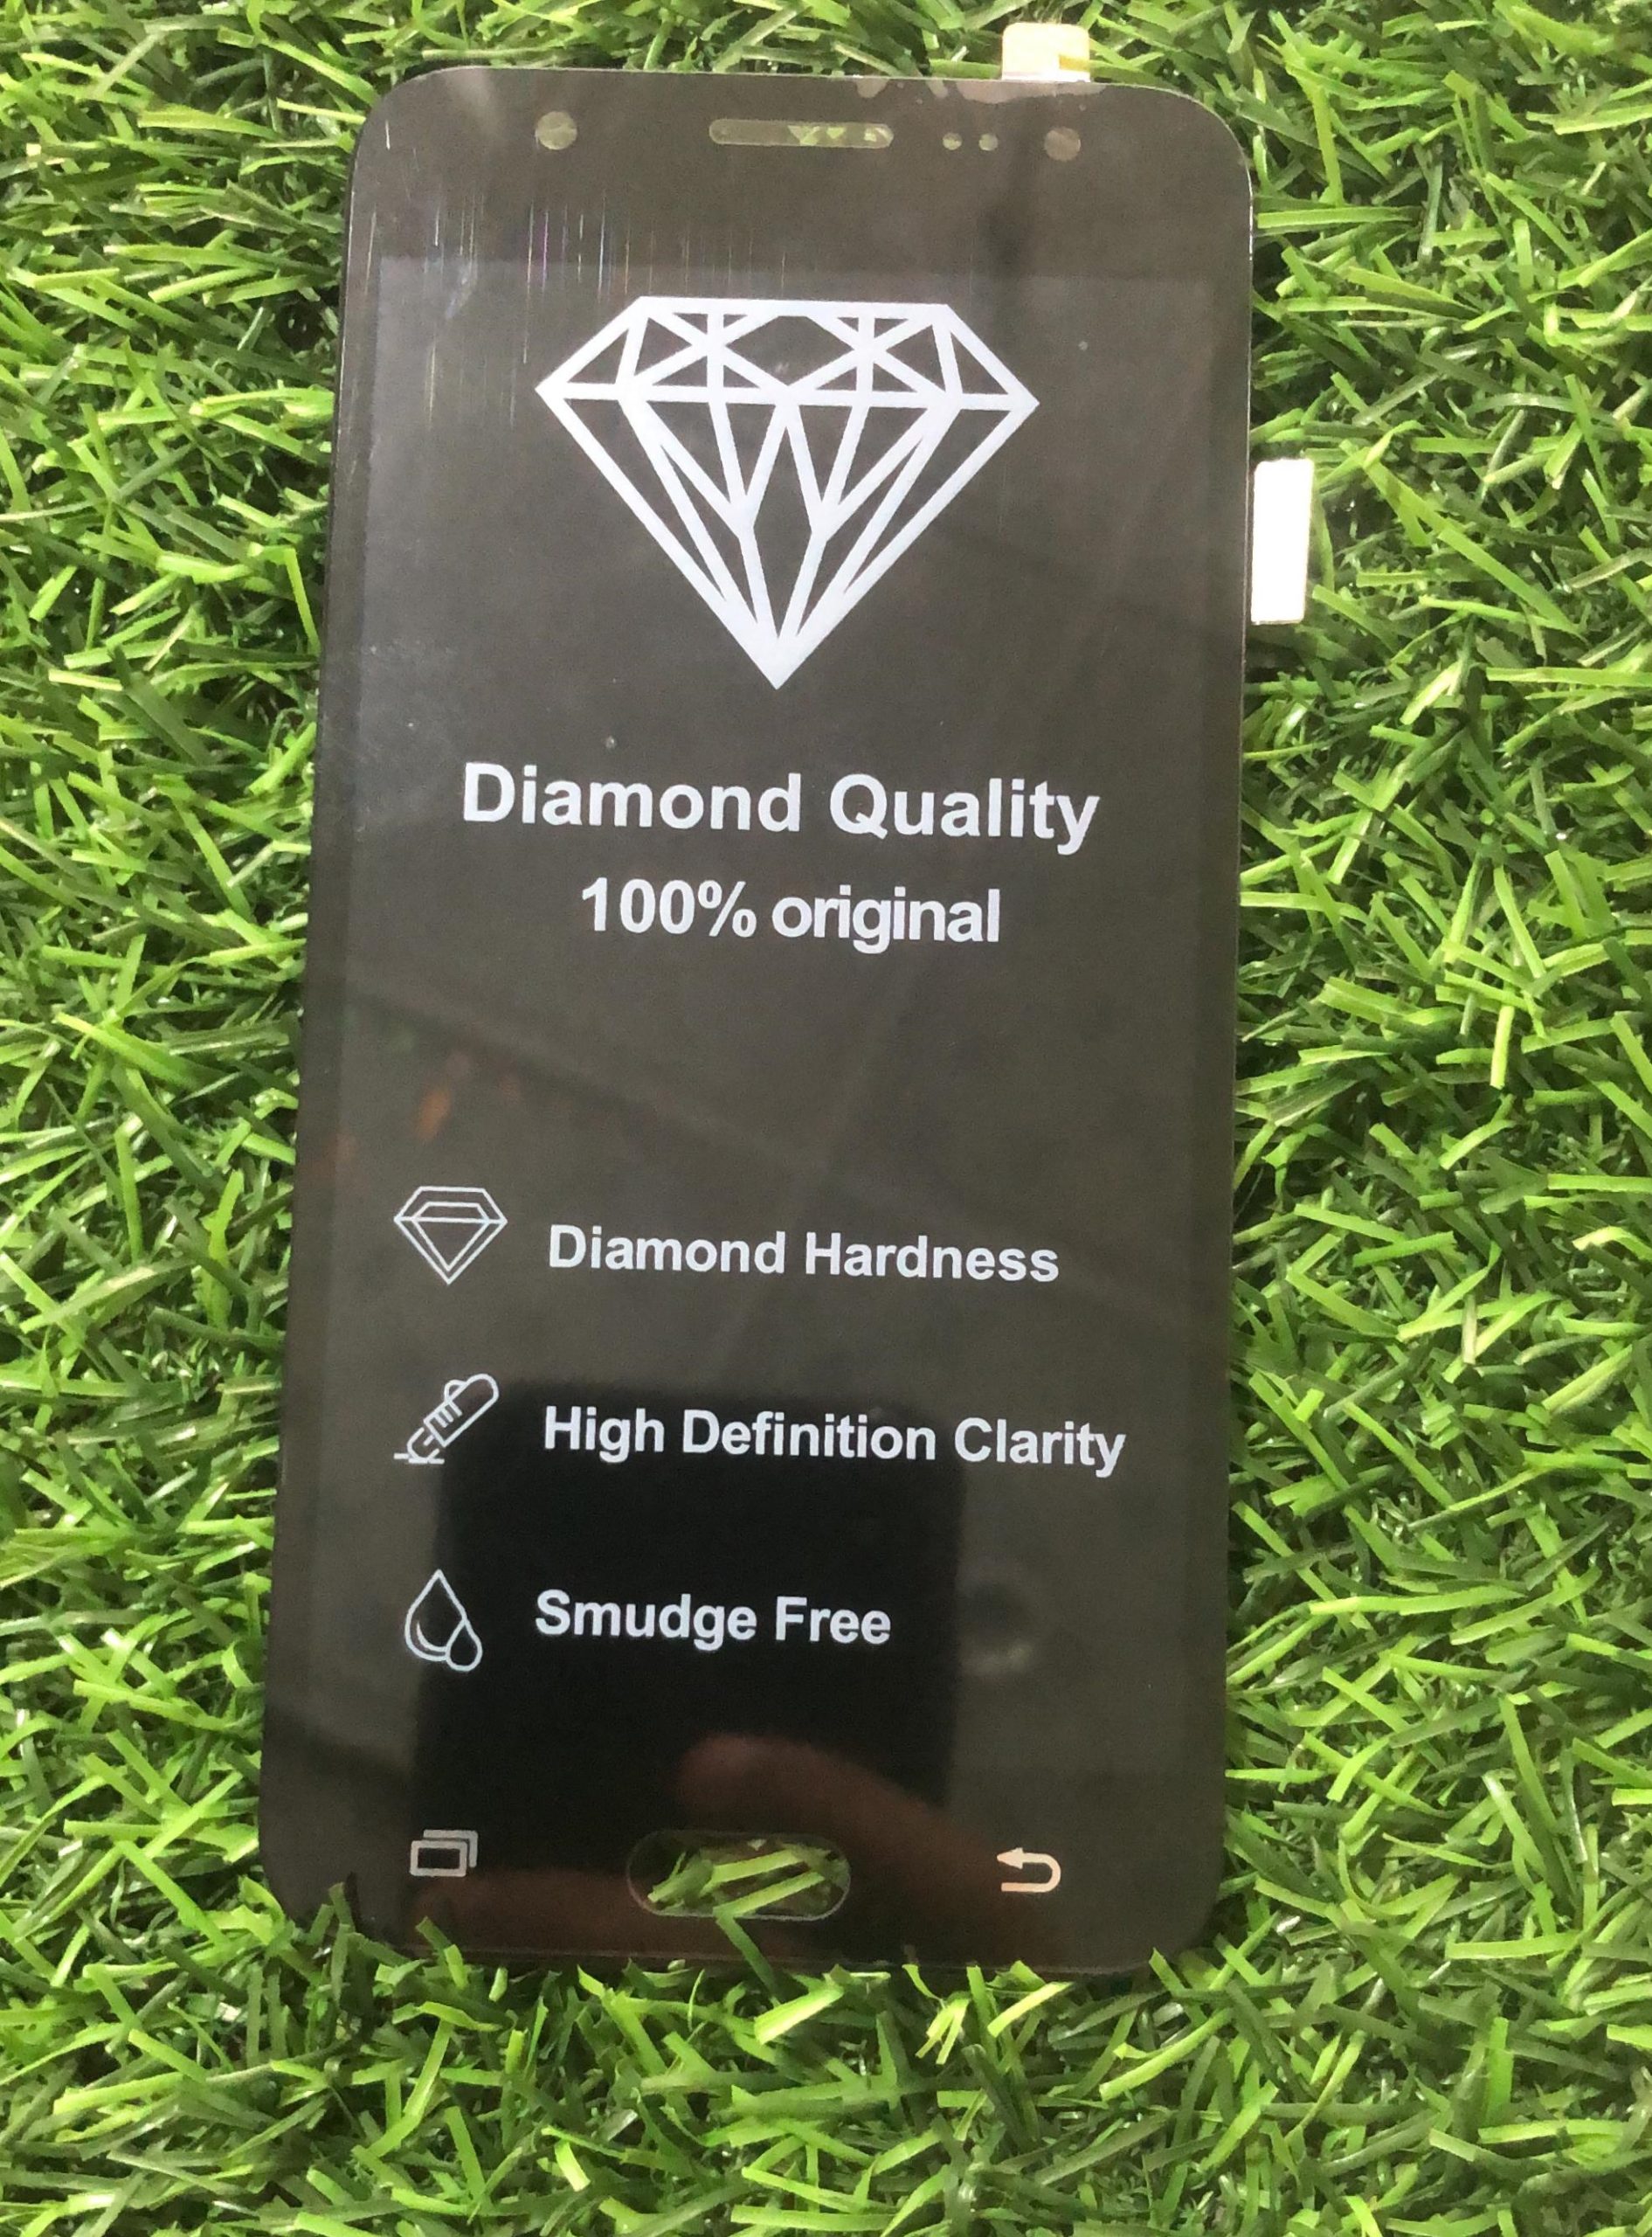 Diamond Quality
100% original
Diamond Hardness
High Definition Clarity
Smudge Free